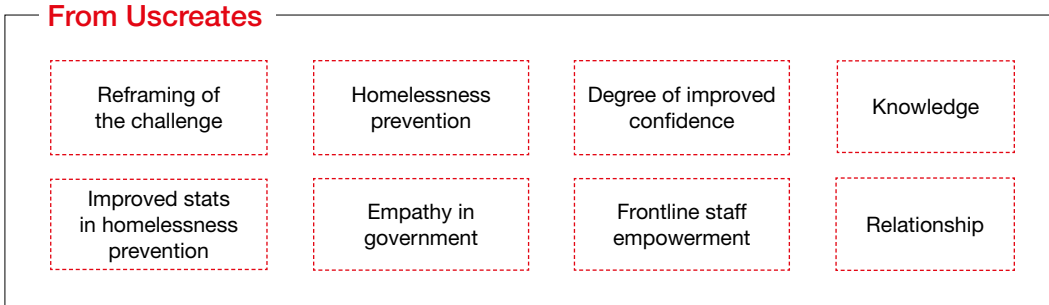 From Uscreates
Reframing of
the challenge
Homelessness
prevention
Degree of improved
confidence
Knowledge
Improved stats
in homelessness
prevention
Empathy in
government
Frontline staff
empowerment
Relationship